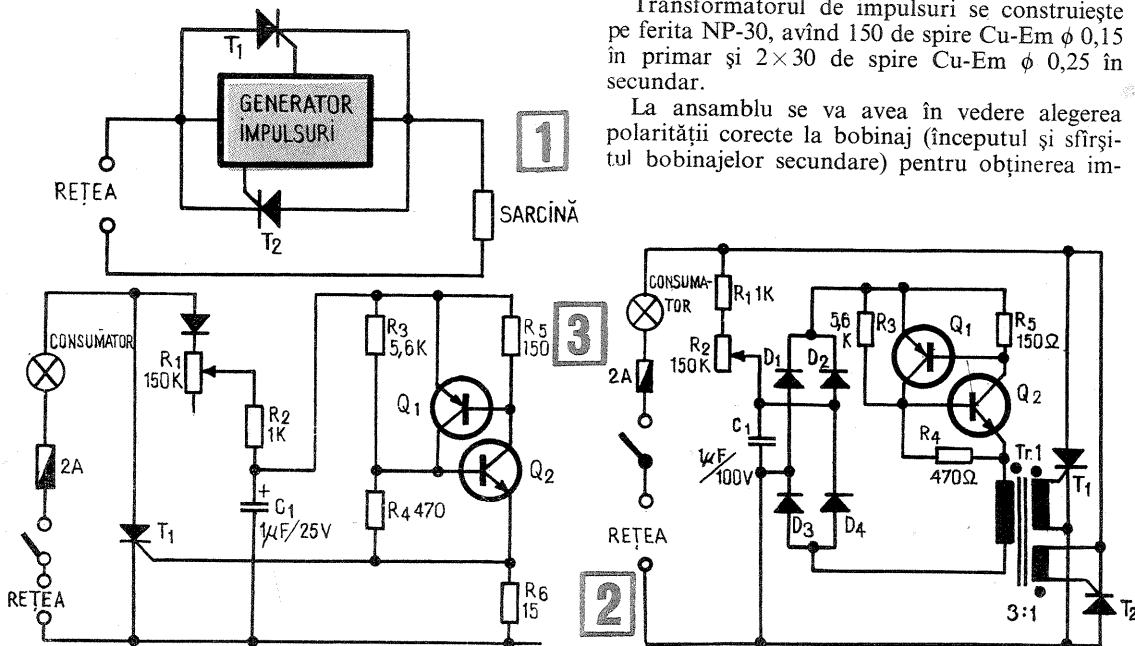 Transformatorul de impulsuri se construiește
pe ferita NP-30, avînd 150 de spire Cu-Em ϕ 0,15
în primar și 2×30 de spire Cu-Em ϕ 0,25 în
secundar.
La ansamblu se va avea în vedere alegerea
polarității corecte la bobinaj (începutul și sfîrși-
tul bobinajelor secundare) pentru obținerea im-
T1
GENERATOR
IMPULSURI
1
REȚEA
T2
SARCINĂ
CONSUMATOR
R1
150K
R2
1K
2A
+
C1
1μF/25V
T1
REȚEA
R3
5,6K
R5
150
Q1
Q2
R4 470
R6
15
3
CONSUMA-
TOR
R1 1K
R2
150K
2A
D1
D2
5,6
K
R3
Q1
R5
150Ω
Q2
C1
1μF/
100V
R4
470Ω
Tr.1
T1
D3
D4
REȚEA
2
3:1
T2